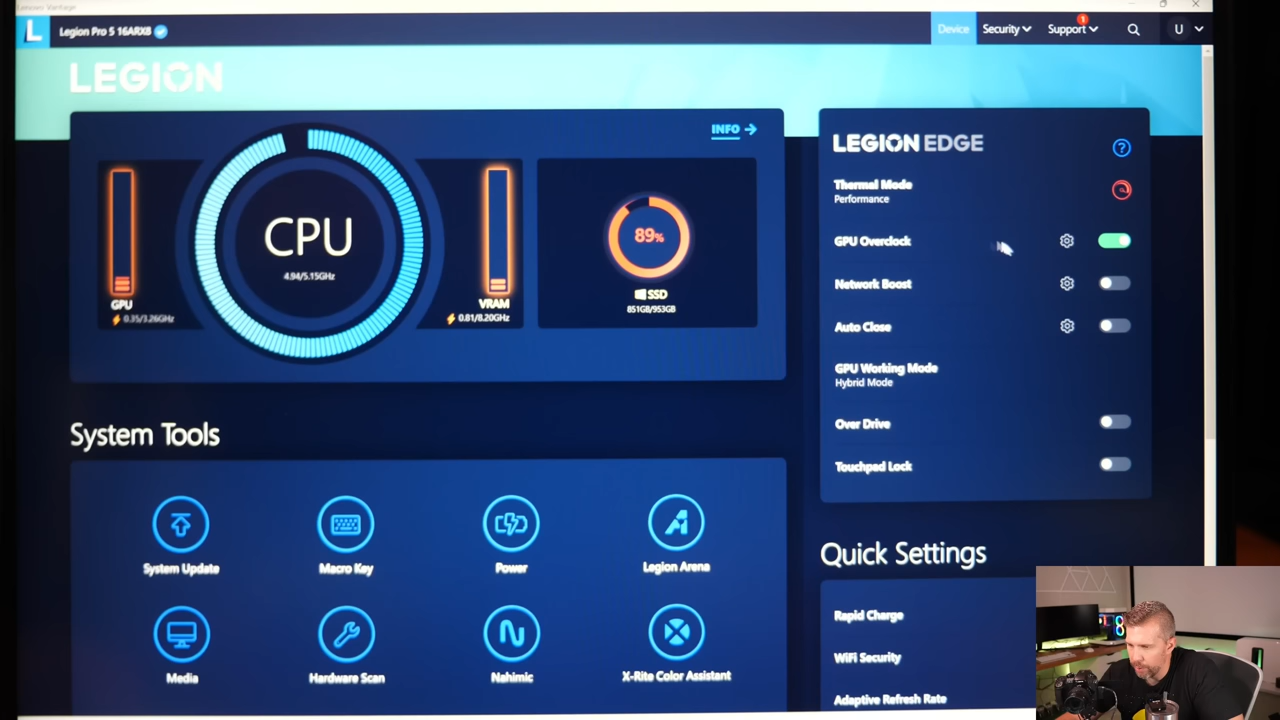 Lenovo Vantage
L
Legion Pro 5 16ARX8
Device
Security
Support
1
U
LEGION
INFO
CPU
4.94/5.15GHz
GPU
0.35/3.26GHz
VRAM
0.81/8.20GHz
89%
SSD
851GB/953GB
LEGION EDGE
?
Thermal Mode
Performance
GPU Overclock
Network Boost
Auto Close
GPU Working Mode
Hybrid Mode
Over Drive
Touchpad Lock
System Tools
System Update
Macro Key
Power
Legion Arena
Media
Hardware Scan
Nahimic
X-Rite Color Assistant
Quick Settings
Rapid Charge
WiFi Security
Adaptive Refresh Rate